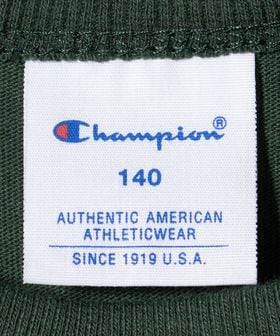 Champion
140
AUTHENTIC AMERICAN
ATHLETICWEAR
SINCE 1919 U.S.A.